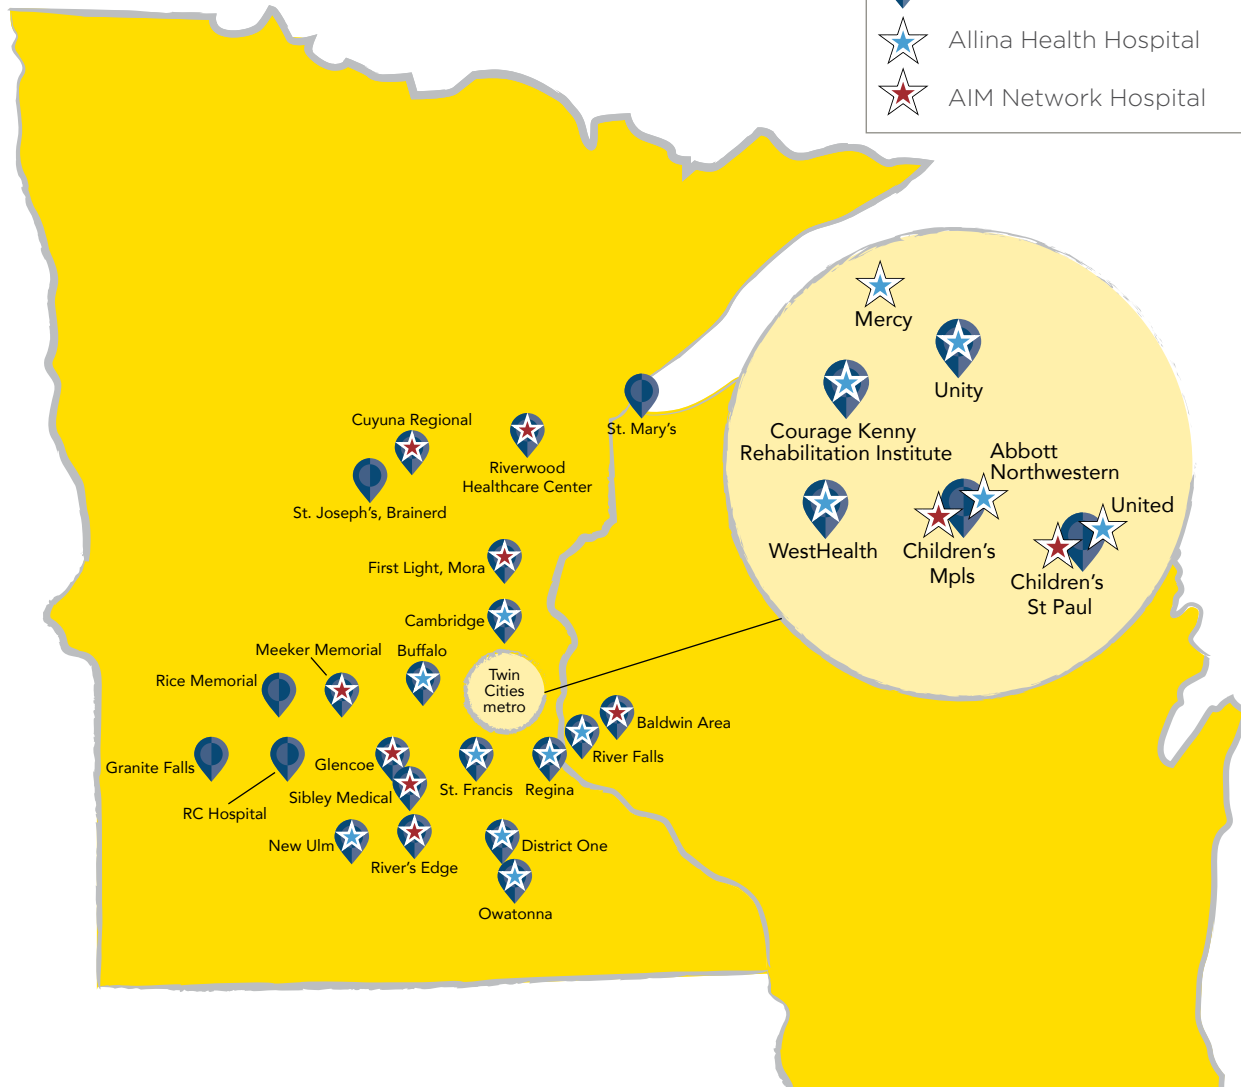 Allina Health Hospital
AIM Network Hospital
Mercy
Unity
Courage Kenny
Rehabilitation Institute
Abbott
Northwestern
United
WestHealth
Children's
Mpls
Children's
St Paul
St. Mary's
Cuyuna Regional
Riverwood
Healthcare Center
St. Joseph's, Brainerd
First Light, Mora
Cambridge
Meeker Memorial
Buffalo
Twin
Cities
metro
Rice Memorial
Baldwin Area
River Falls
Granite Falls
Glencoe
RC Hospital
Sibley Medical
St. Francis
Regina
New Ulm
River's Edge
District One
Owatonna